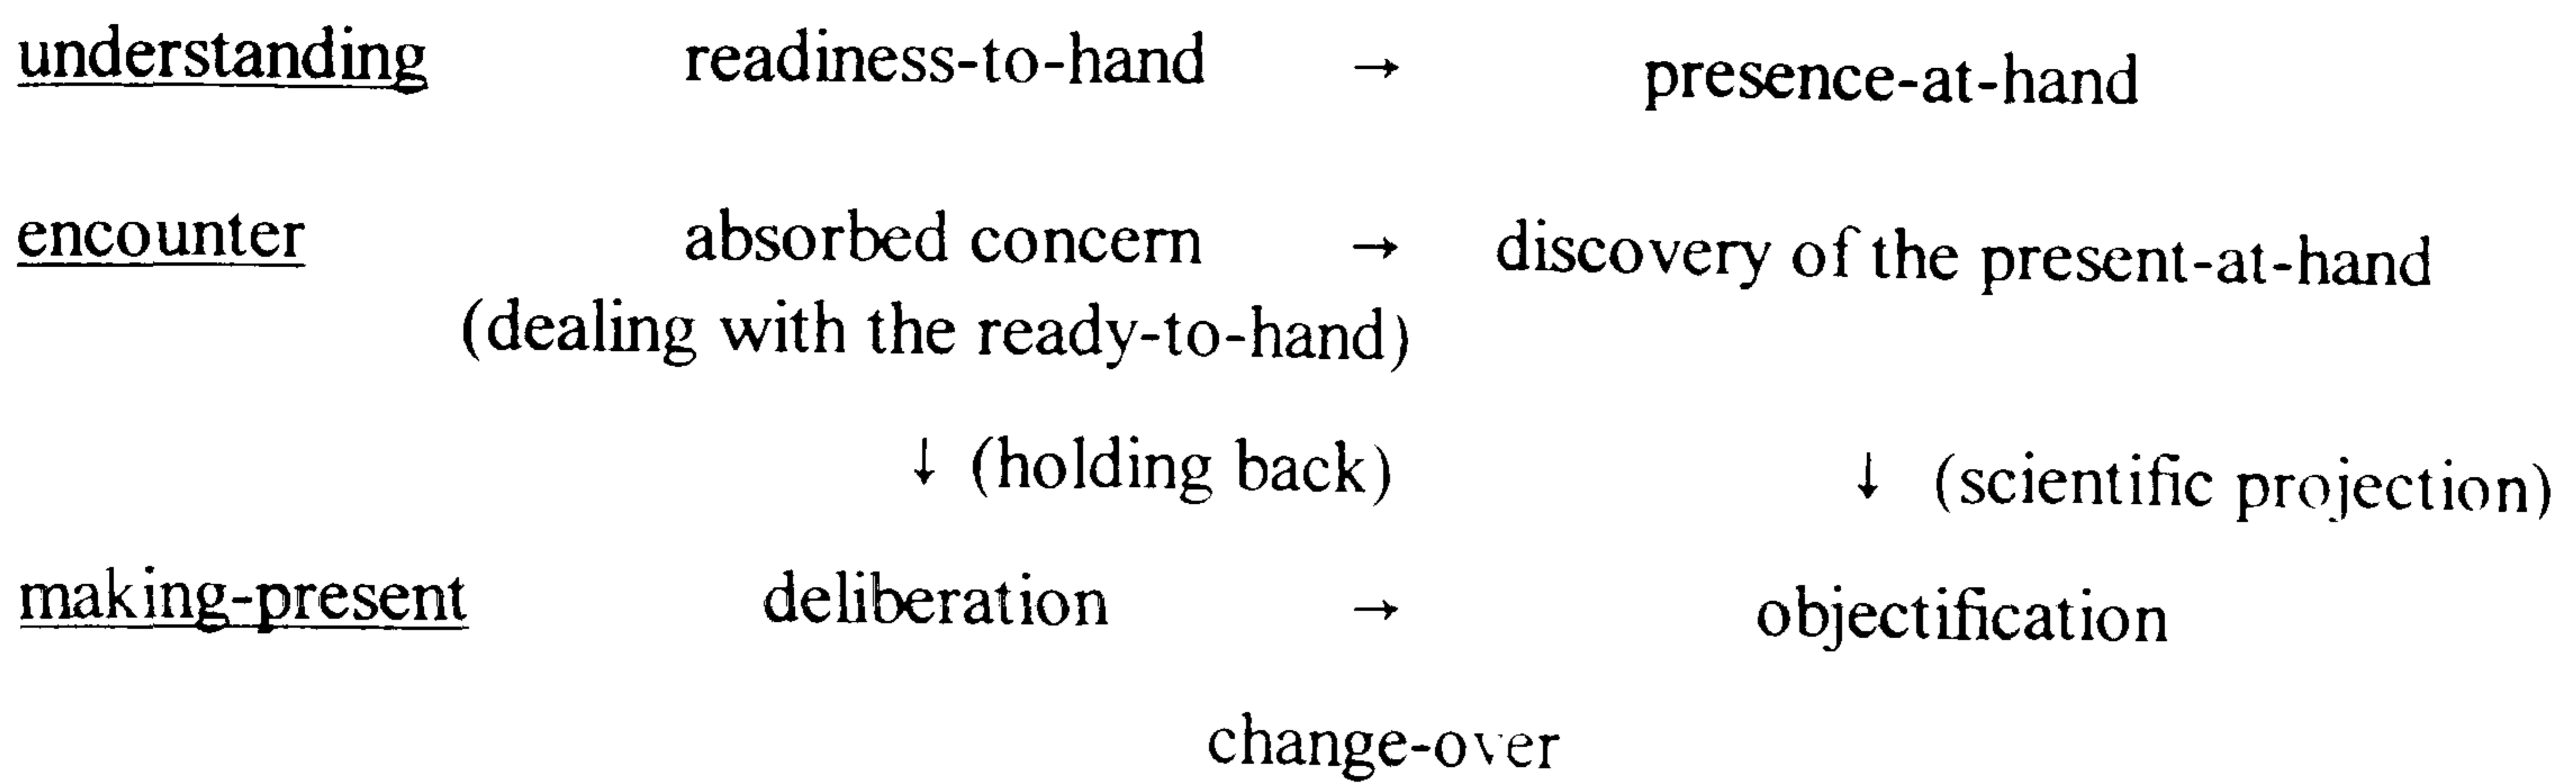 understanding readiness-to-hand → presence-at-hand
encounter absorbed concern → discovery of the present-at-hand
(dealing with the ready-to-hand)
↓ (holding back) ↓ (scientific projection)
making-present deliberation → objectification
change-over